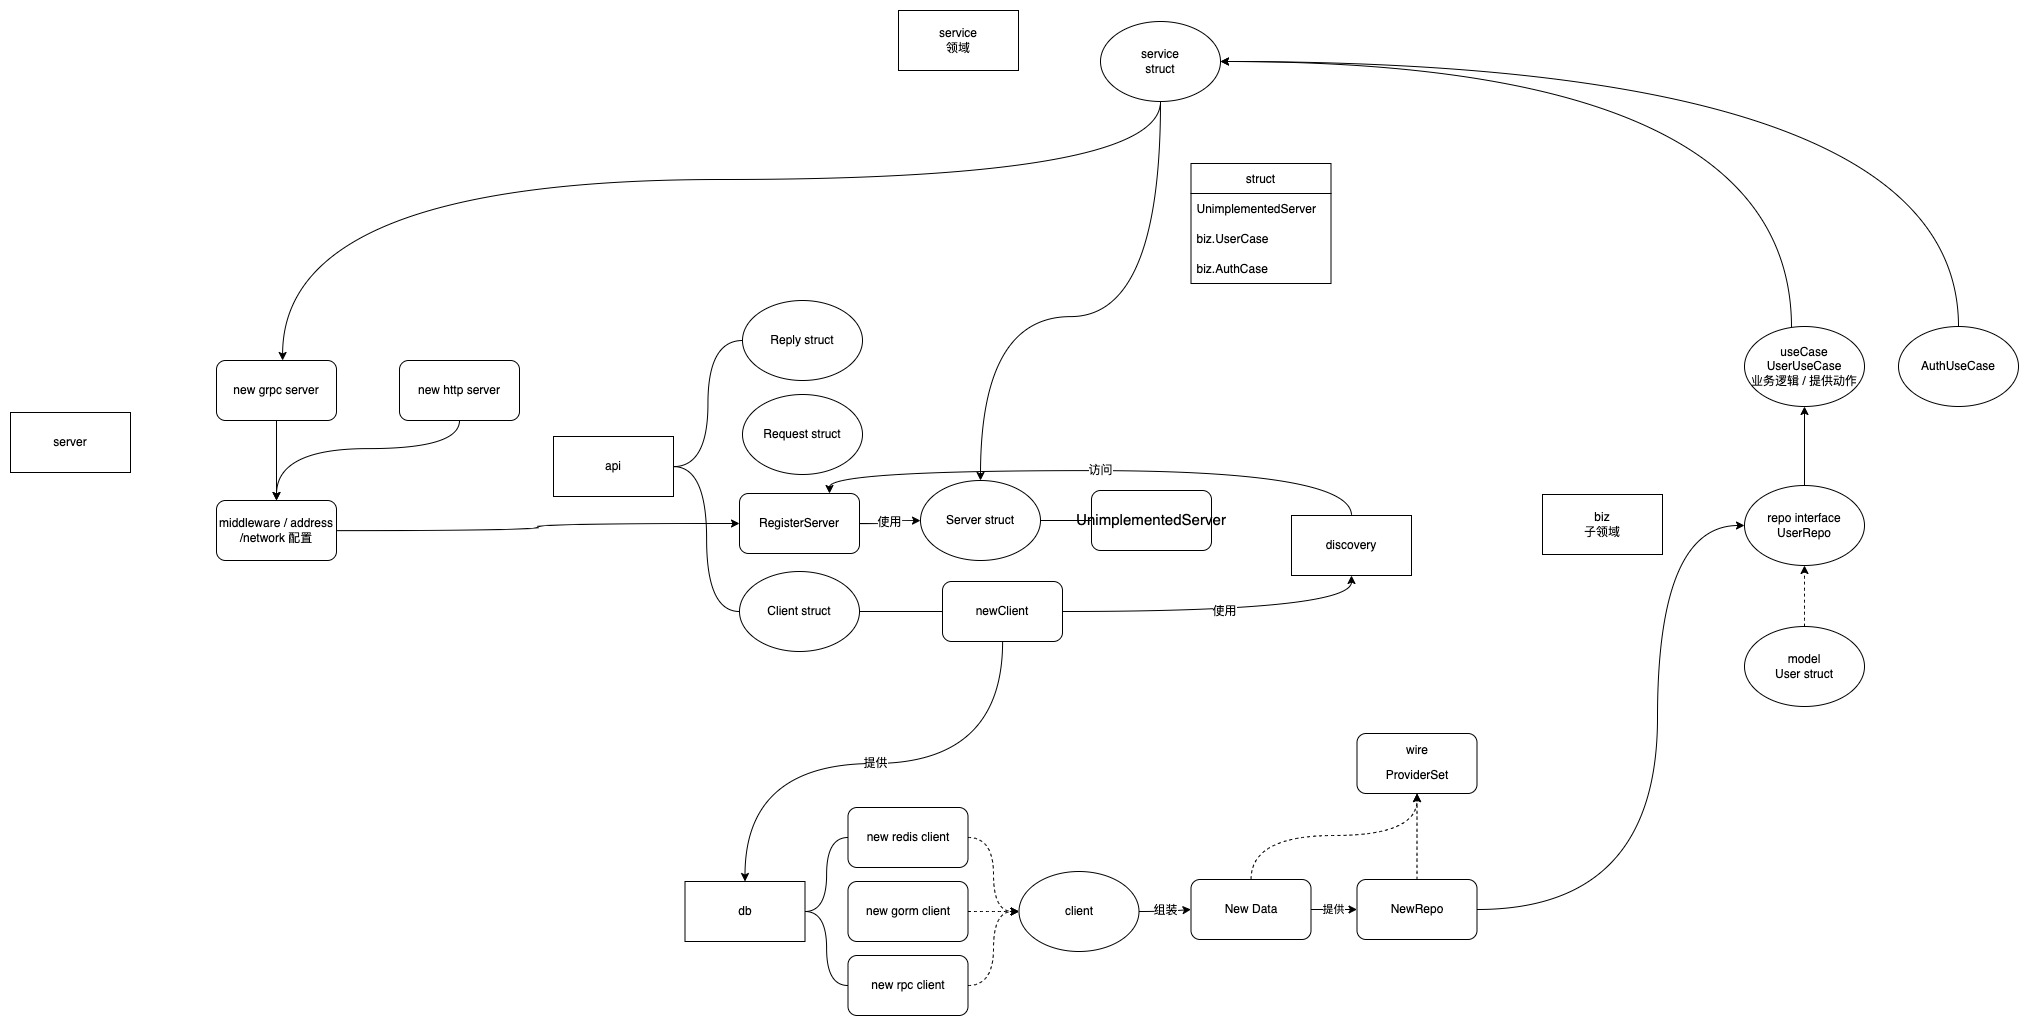 service
领域
service
struct
struct
UnimplementedServer
biz.UserCase
biz.AuthCase
Reply struct
new grpc server
new http server
useCase
UserUseCase
业务逻辑 / 提供动作
AuthUseCase
server
api
Request struct
访问
middleware / address
/network 配置
RegisterServer
使用
Server struct
UnimplementedServer
discovery
biz
子领域
repo interface
UserRepo
Client struct
newClient
使用
model
User struct
提供
wire
ProviderSet
new redis client
db
new gorm client
client
组装
New Data
提供
NewRepo
new rpc client